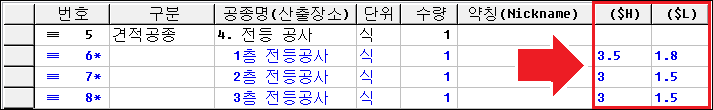 번호 구분 공종명(산출장소) 단위 수량 약칭(Nickname) ($H) ($L)
5 견적공종 4. 전등 공사 식 1
6* 1층 전등공사 식 1 3.5 1.8
7* 2층 전등공사 식 1 3 1.5
8* 3층 전등공사 식 1 3 1.5